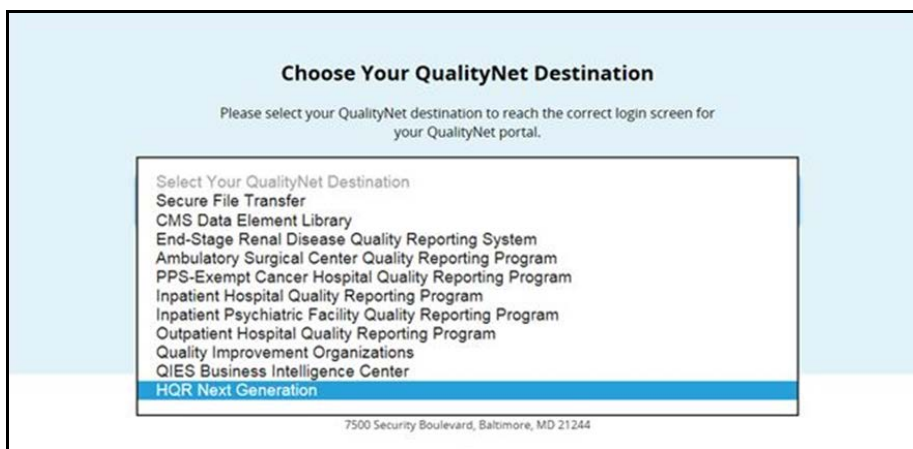 Choose Your QualityNet Destination
Please select your QualityNet destination to reach the correct login screen for
your QualityNet portal.
Select Your QualityNet Destination
Secure File Transfer
CMS Data Element Library
End-Stage Renal Disease Quality Reporting System
Ambulatory Surgical Center Quality Reporting Program
PPS-Exempt Cancer Hospital Quality Reporting Program
Inpatient Hospital Quality Reporting Program
Inpatient Psychiatric Facility Quality Reporting Program
Outpatient Hospital Quality Reporting Program
Quality Improvement Organizations
QIES Business Intelligence Center
HQR Next Generation
7500 Security Boulevard, Baltimore, MD 21244